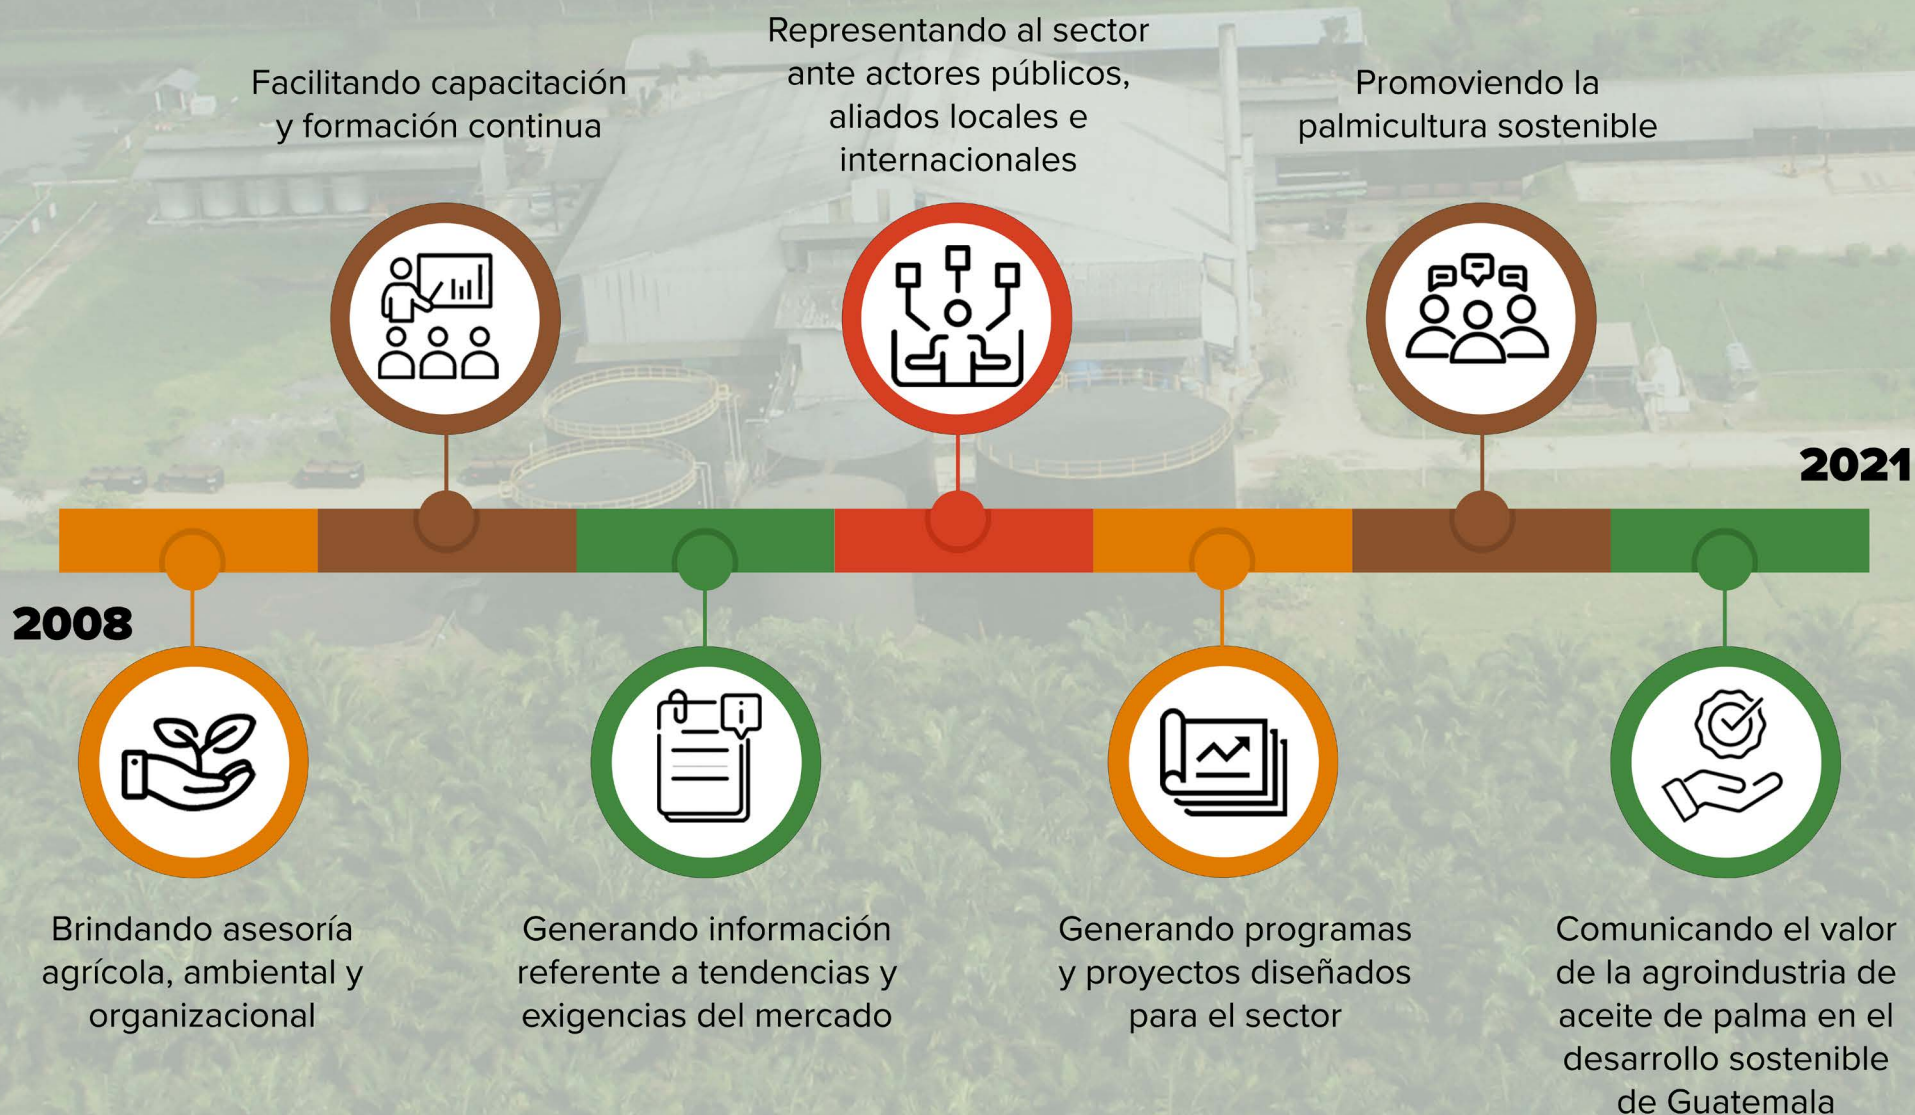 Facilitando capacitación
y formación continua
Representando al sector
ante actores públicos,
aliados locales e
internacionales
Promoviendo la
palmicultura sostenible
2021
2008
Brindando asesoría
agrícola, ambiental y
organizacional
Generando información
referente a tendencias y
exigencias del mercado
Generando programas
y proyectos diseñados
para el sector
Comunicando el valor
de la agroindustria de
aceite de palma en el
desarrollo sostenible
de Guatemala